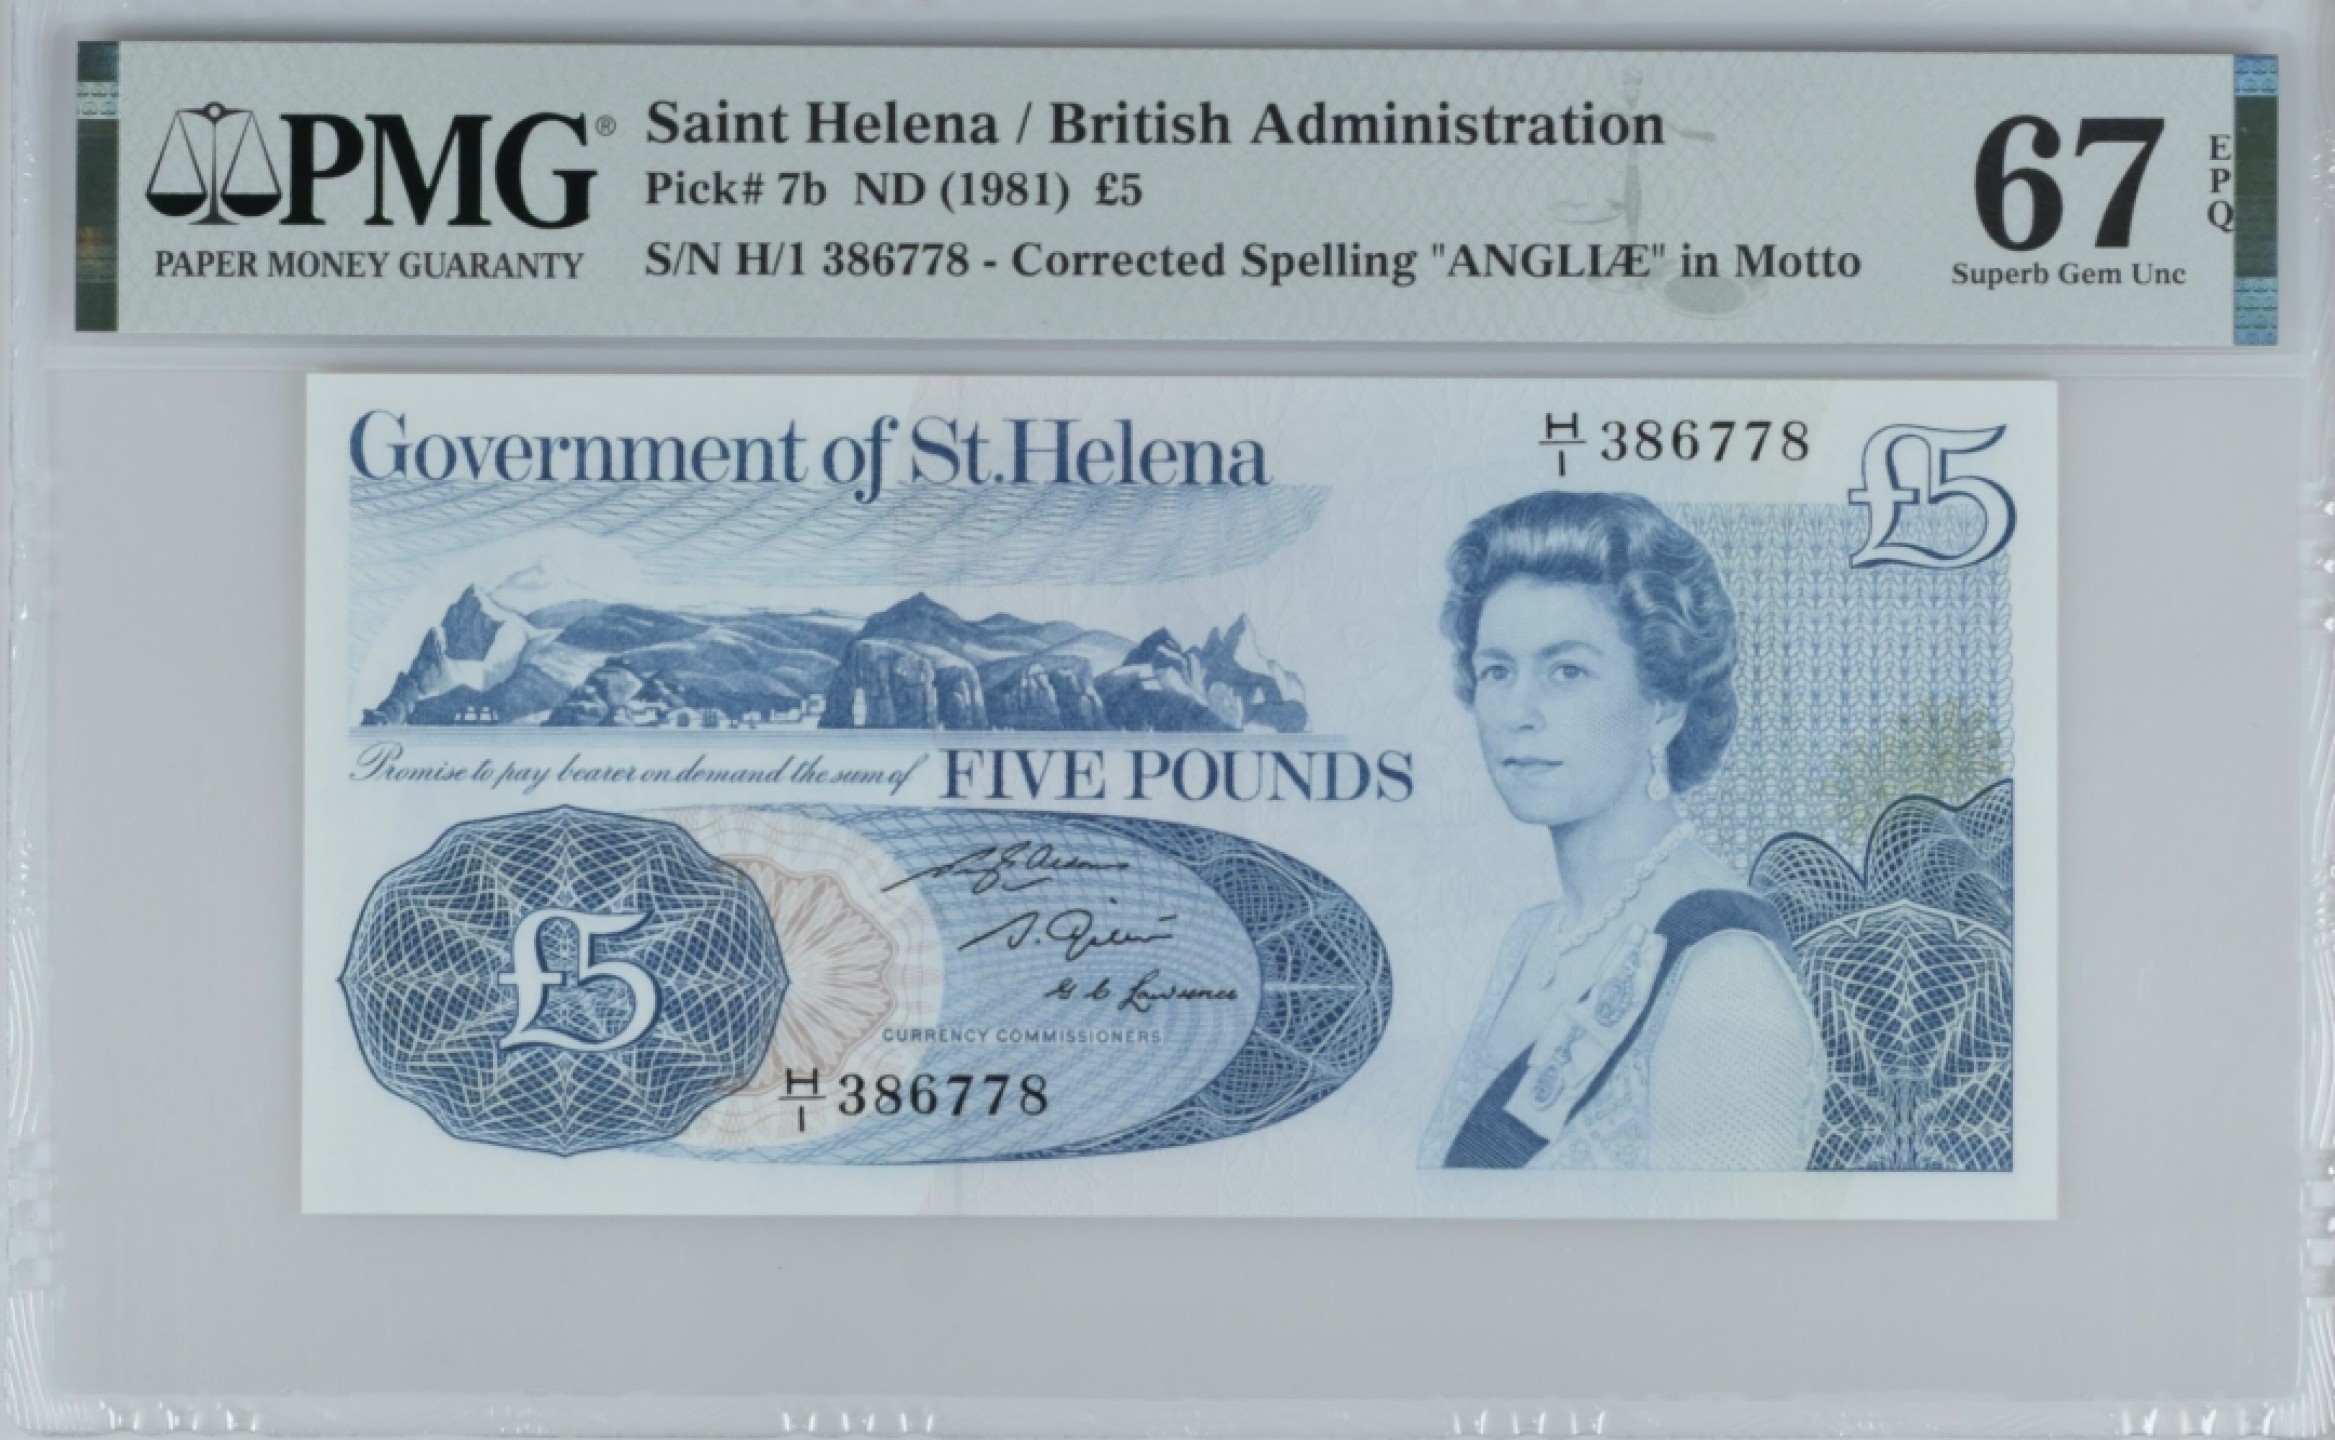 PMG®
PAPER MONEY GUARANTY
Saint Helena / British Administration
Pick# 7b ND (1981) £5
S/N H/1 386778 - Corrected Spelling "ANGLIÆ" in Motto
67
EPQ
Superb Gem Unc
Government of St.Helena
H/1 386778
£5
Promise to pay bearer on demand the sum of FIVE POUNDS
£5
G C Lawrence
CURRENCY COMMISSIONERS
H/1 386778